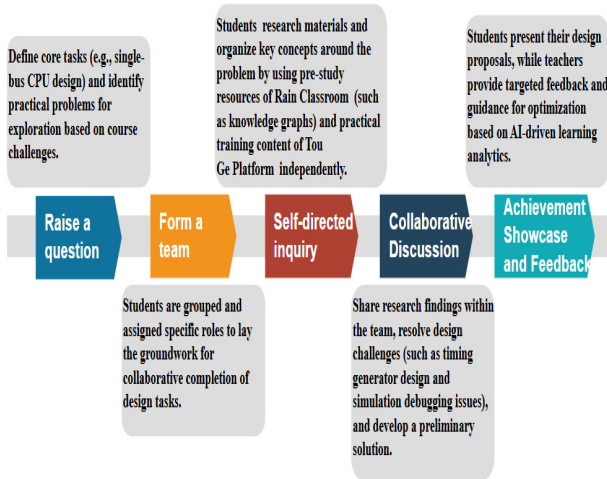 Define core tasks (e.g., single-
bus CPU design) and identify
practical problems for
exploration based on course
challenges.
Students research materials and
organize key concepts around the
problem by using pre-study
resources of Rain Classroom (such
as knowledge graphs) and practical
training content of Tou
Ge Platform independently.
Students present their design
proposals, while teachers
provide targeted feedback and
guidance for optimization
based on AI-driven learning
analytics.
Raise a
question
Form a
team
Self-directed
inquiry
Collaborative
Discussion
Achievement
Showcase
and Feedback
Students are grouped and
assigned specific roles to lay
the groundwork for
collaborative completion of
design tasks.
Share research findings within
the team, resolve design
challenges (such as timing
generator design and
simulation debugging issues),
and develop a preliminary
solution.